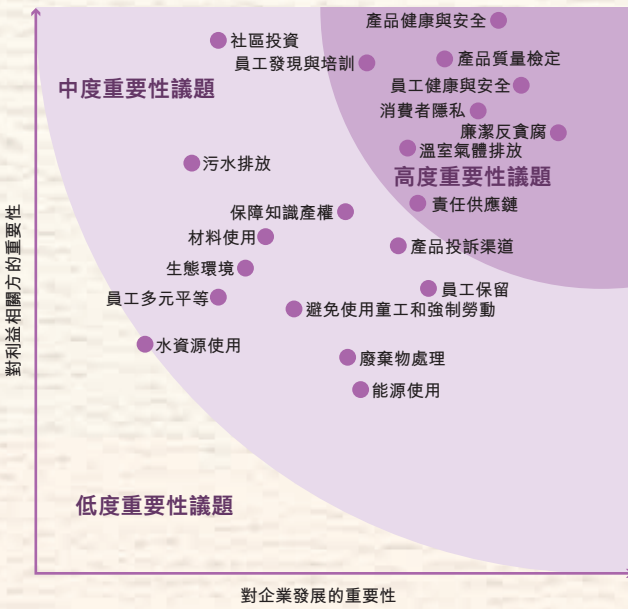 產品健康與安全
社區投資
產品質量檢定
員工發現與培訓
中度重要性議題
員工健康與安全
消費者隱私
廉潔反貪腐
溫室氣體排放
污水排放
高度重要性議題
責任供應鏈
保障知識產權
材料使用
產品投訴渠道
生態環境
員工保留
員工多元平等
避免使用童工和強制勞動
水資源使用
廢棄物處理
能源使用
低度重要性議題
對利益相關方的重要性
對企業發展的重要性